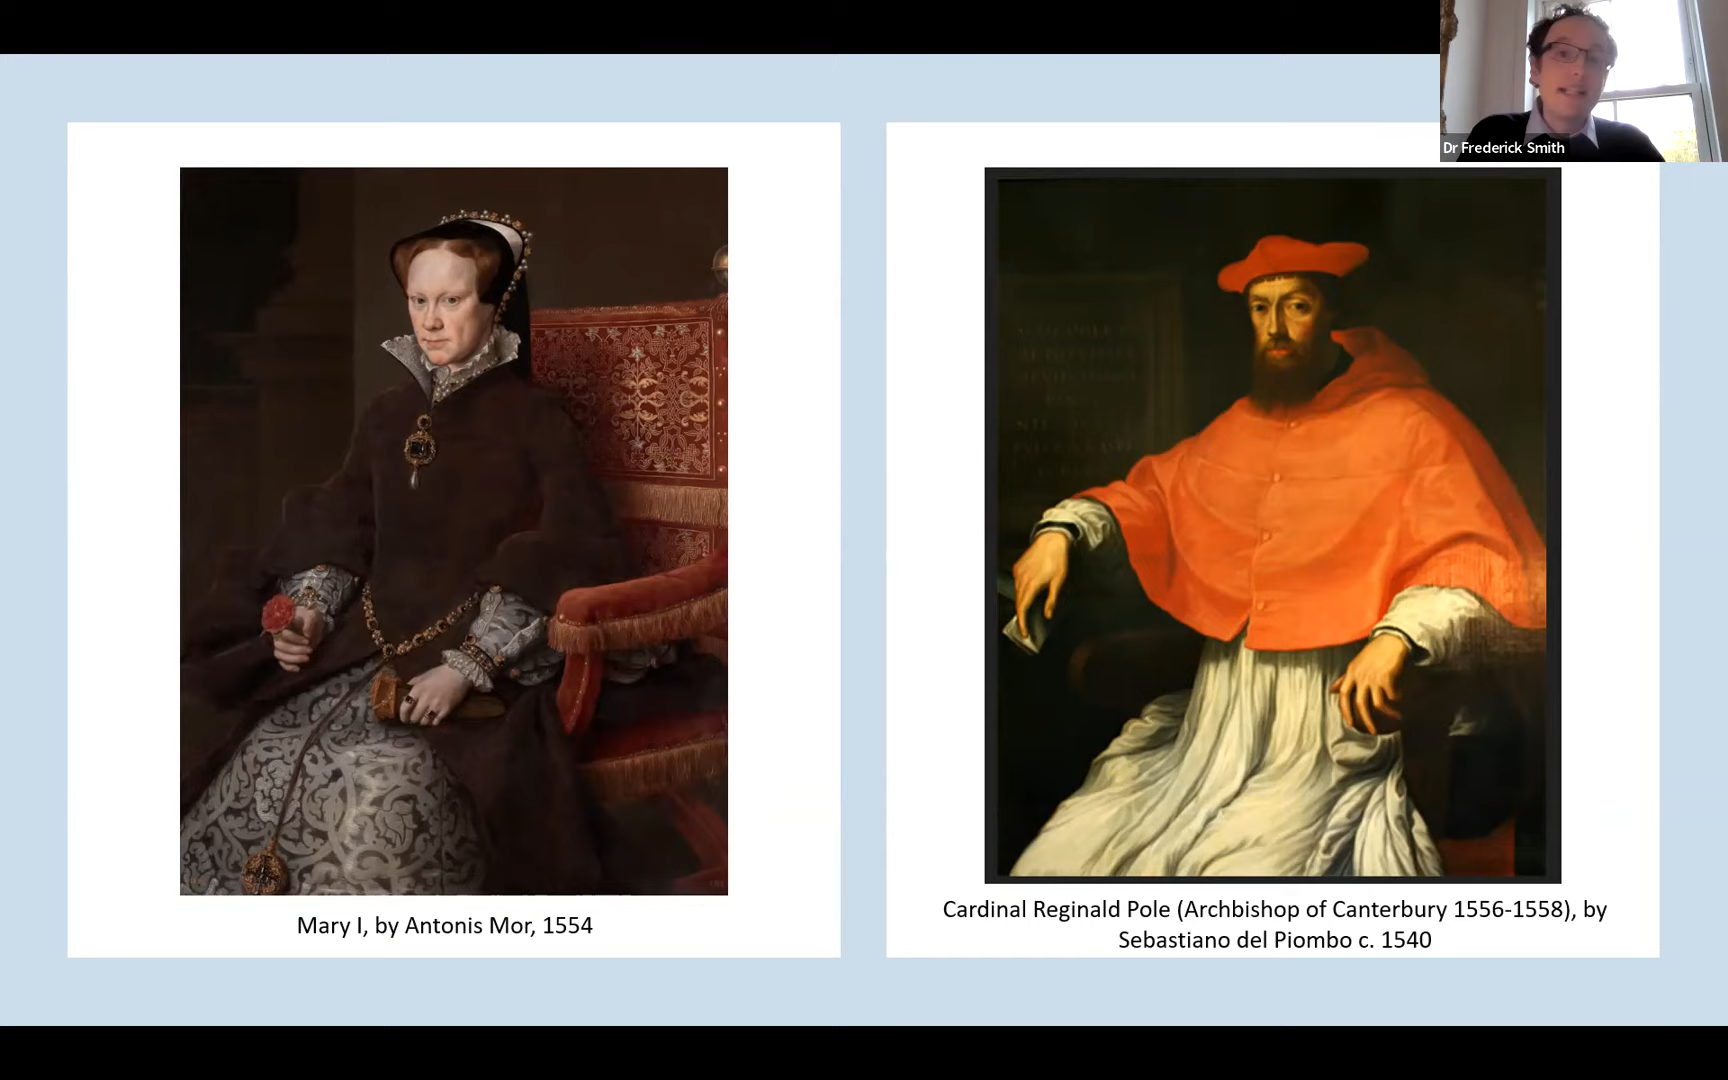 Dr Frederick Smith
Mary I, by Antonis Mor, 1554
Cardinal Reginald Pole (Archbishop of Canterbury 1556-1558), by
Sebastiano del Piombo c. 1540